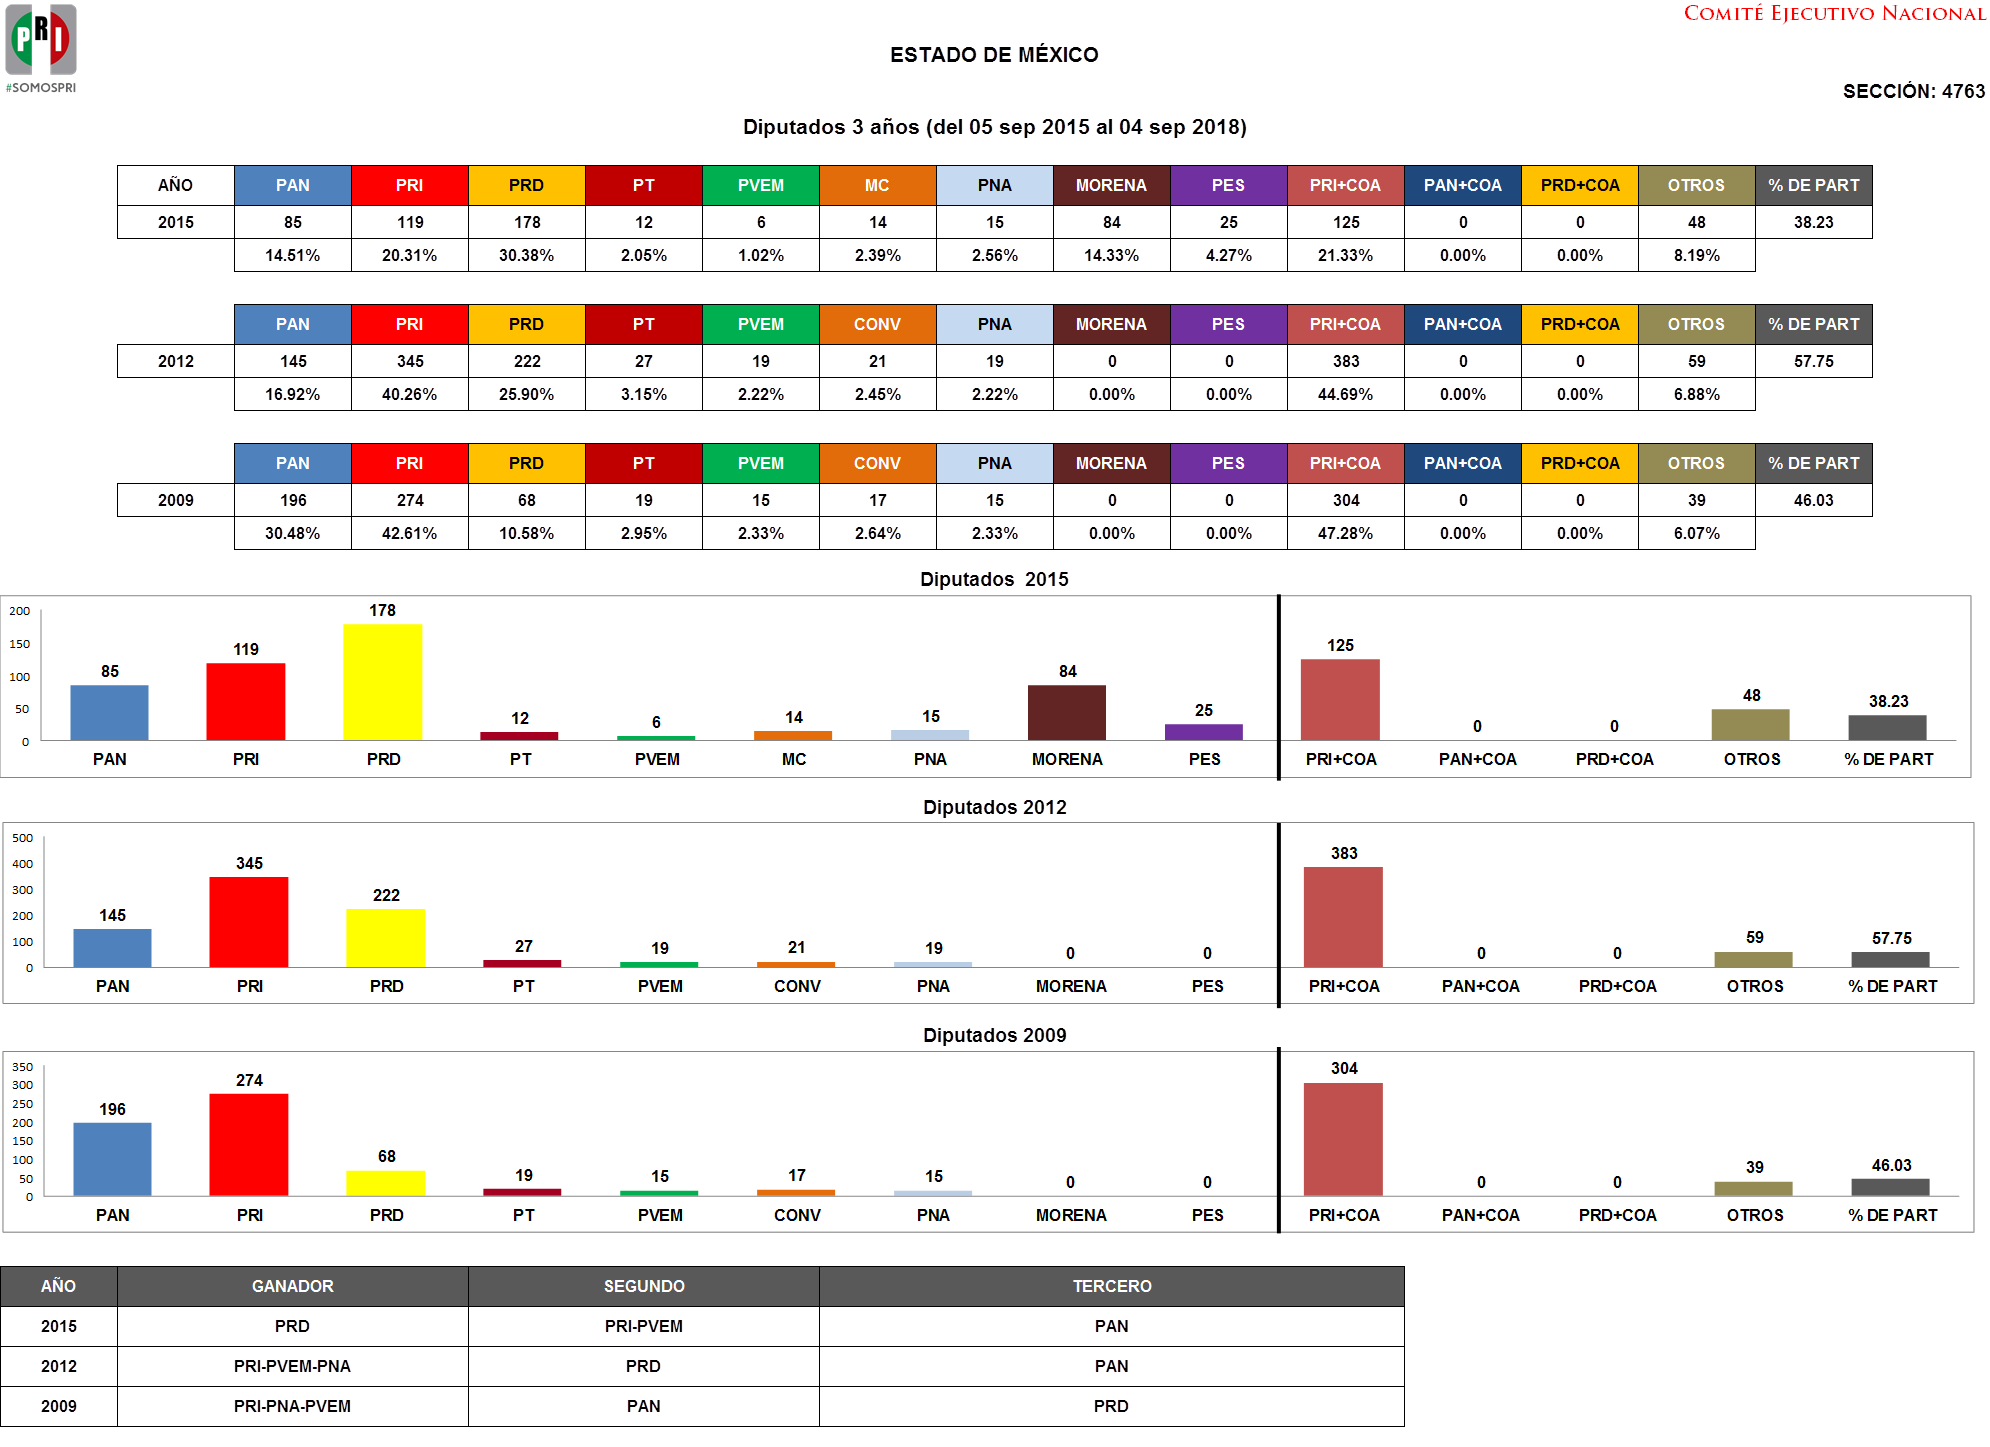 PRI
#SOMOSPRI
COMITÉ EJECUTIVO NACIONAL
ESTADO DE MÉXICO
SECCIÓN: 4763
Diputados 3 años (del 05 sep 2015 al 04 sep 2018)
AÑO PAN PRI PRD PT PVEM MC PNA MORENA PES PRI+COA PAN+COA PRD+COA OTROS % DE PART
2015 85 119 178 12 6 14 15 84 25 125 0 0 48 38.23
14.51% 20.31% 30.38% 2.05% 1.02% 2.39% 2.56% 14.33% 4.27% 21.33% 0.00% 0.00% 8.19%
PAN PRI PRD PT PVEM CONV PNA MORENA PES PRI+COA PAN+COA PRD+COA OTROS % DE PART
2012 145 345 222 27 19 21 19 0 0 383 0 0 59 57.75
16.92% 40.26% 25.90% 3.15% 2.22% 2.45% 2.22% 0.00% 0.00% 44.69% 0.00% 0.00% 6.88%
PAN PRI PRD PT PVEM CONV PNA MORENA PES PRI+COA PAN+COA PRD+COA OTROS % DE PART
2009 196 274 68 19 15 17 15 0 0 304 0 0 39 46.03
30.48% 42.61% 10.58% 2.95% 2.33% 2.64% 2.33% 0.00% 0.00% 47.28% 0.00% 0.00% 6.07%
Diputados 2015
200
150
100
50
0
85 119 178 12 6 14 15 84 25 125 0 0 48 38.23
PAN PRI PRD PT PVEM MC PNA MORENA PES PRI+COA PAN+COA PRD+COA OTROS % DE PART
Diputados 2012
500
400
300
200
100
0
145 345 222 27 19 21 19 0 0 383 0 0 59 57.75
PAN PRI PRD PT PVEM CONV PNA MORENA PES PRI+COA PAN+COA PRD+COA OTROS % DE PART
Diputados 2009
350
300
250
200
150
100
50
0
196 274 68 19 15 17 15 0 0 304 0 0 39 46.03
PAN PRI PRD PT PVEM CONV PNA MORENA PES PRI+COA PAN+COA PRD+COA OTROS % DE PART
AÑO GANADOR SEGUNDO TERCERO
2015 PRD PRI-PVEM PAN
2012 PRI-PVEM-PNA PRD PAN
2009 PRI-PNA-PVEM PAN PRD